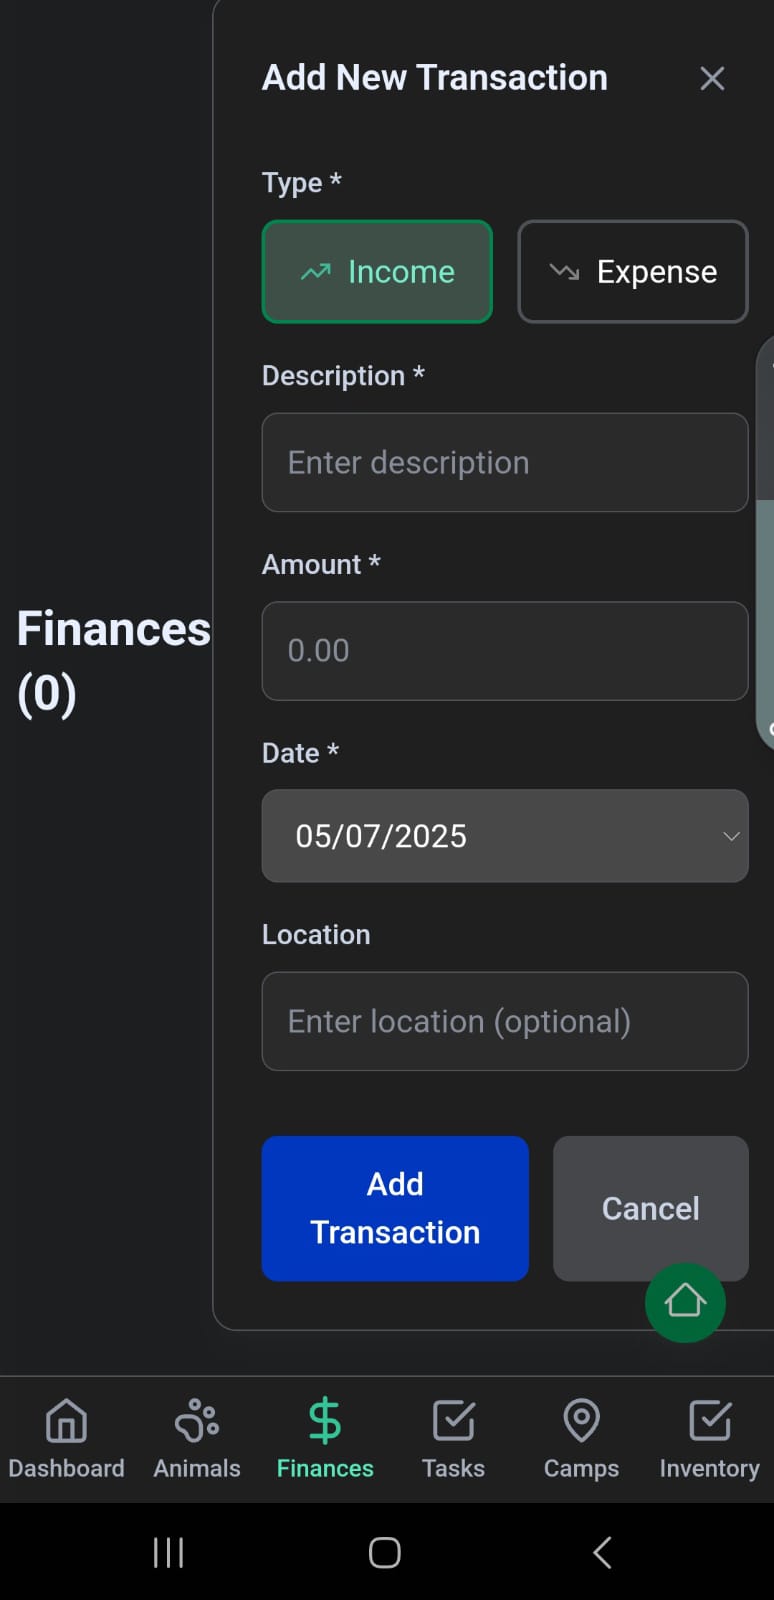 Add New Transaction
Type *
Income
Expense
Description *
Enter description
Amount *
0.00
Finances
(0)
Date *
05/07/2025
Location
Enter location (optional)
Add
Transaction
Cancel
Dashboard
Animals
Finances
Tasks
Camps
Inventory